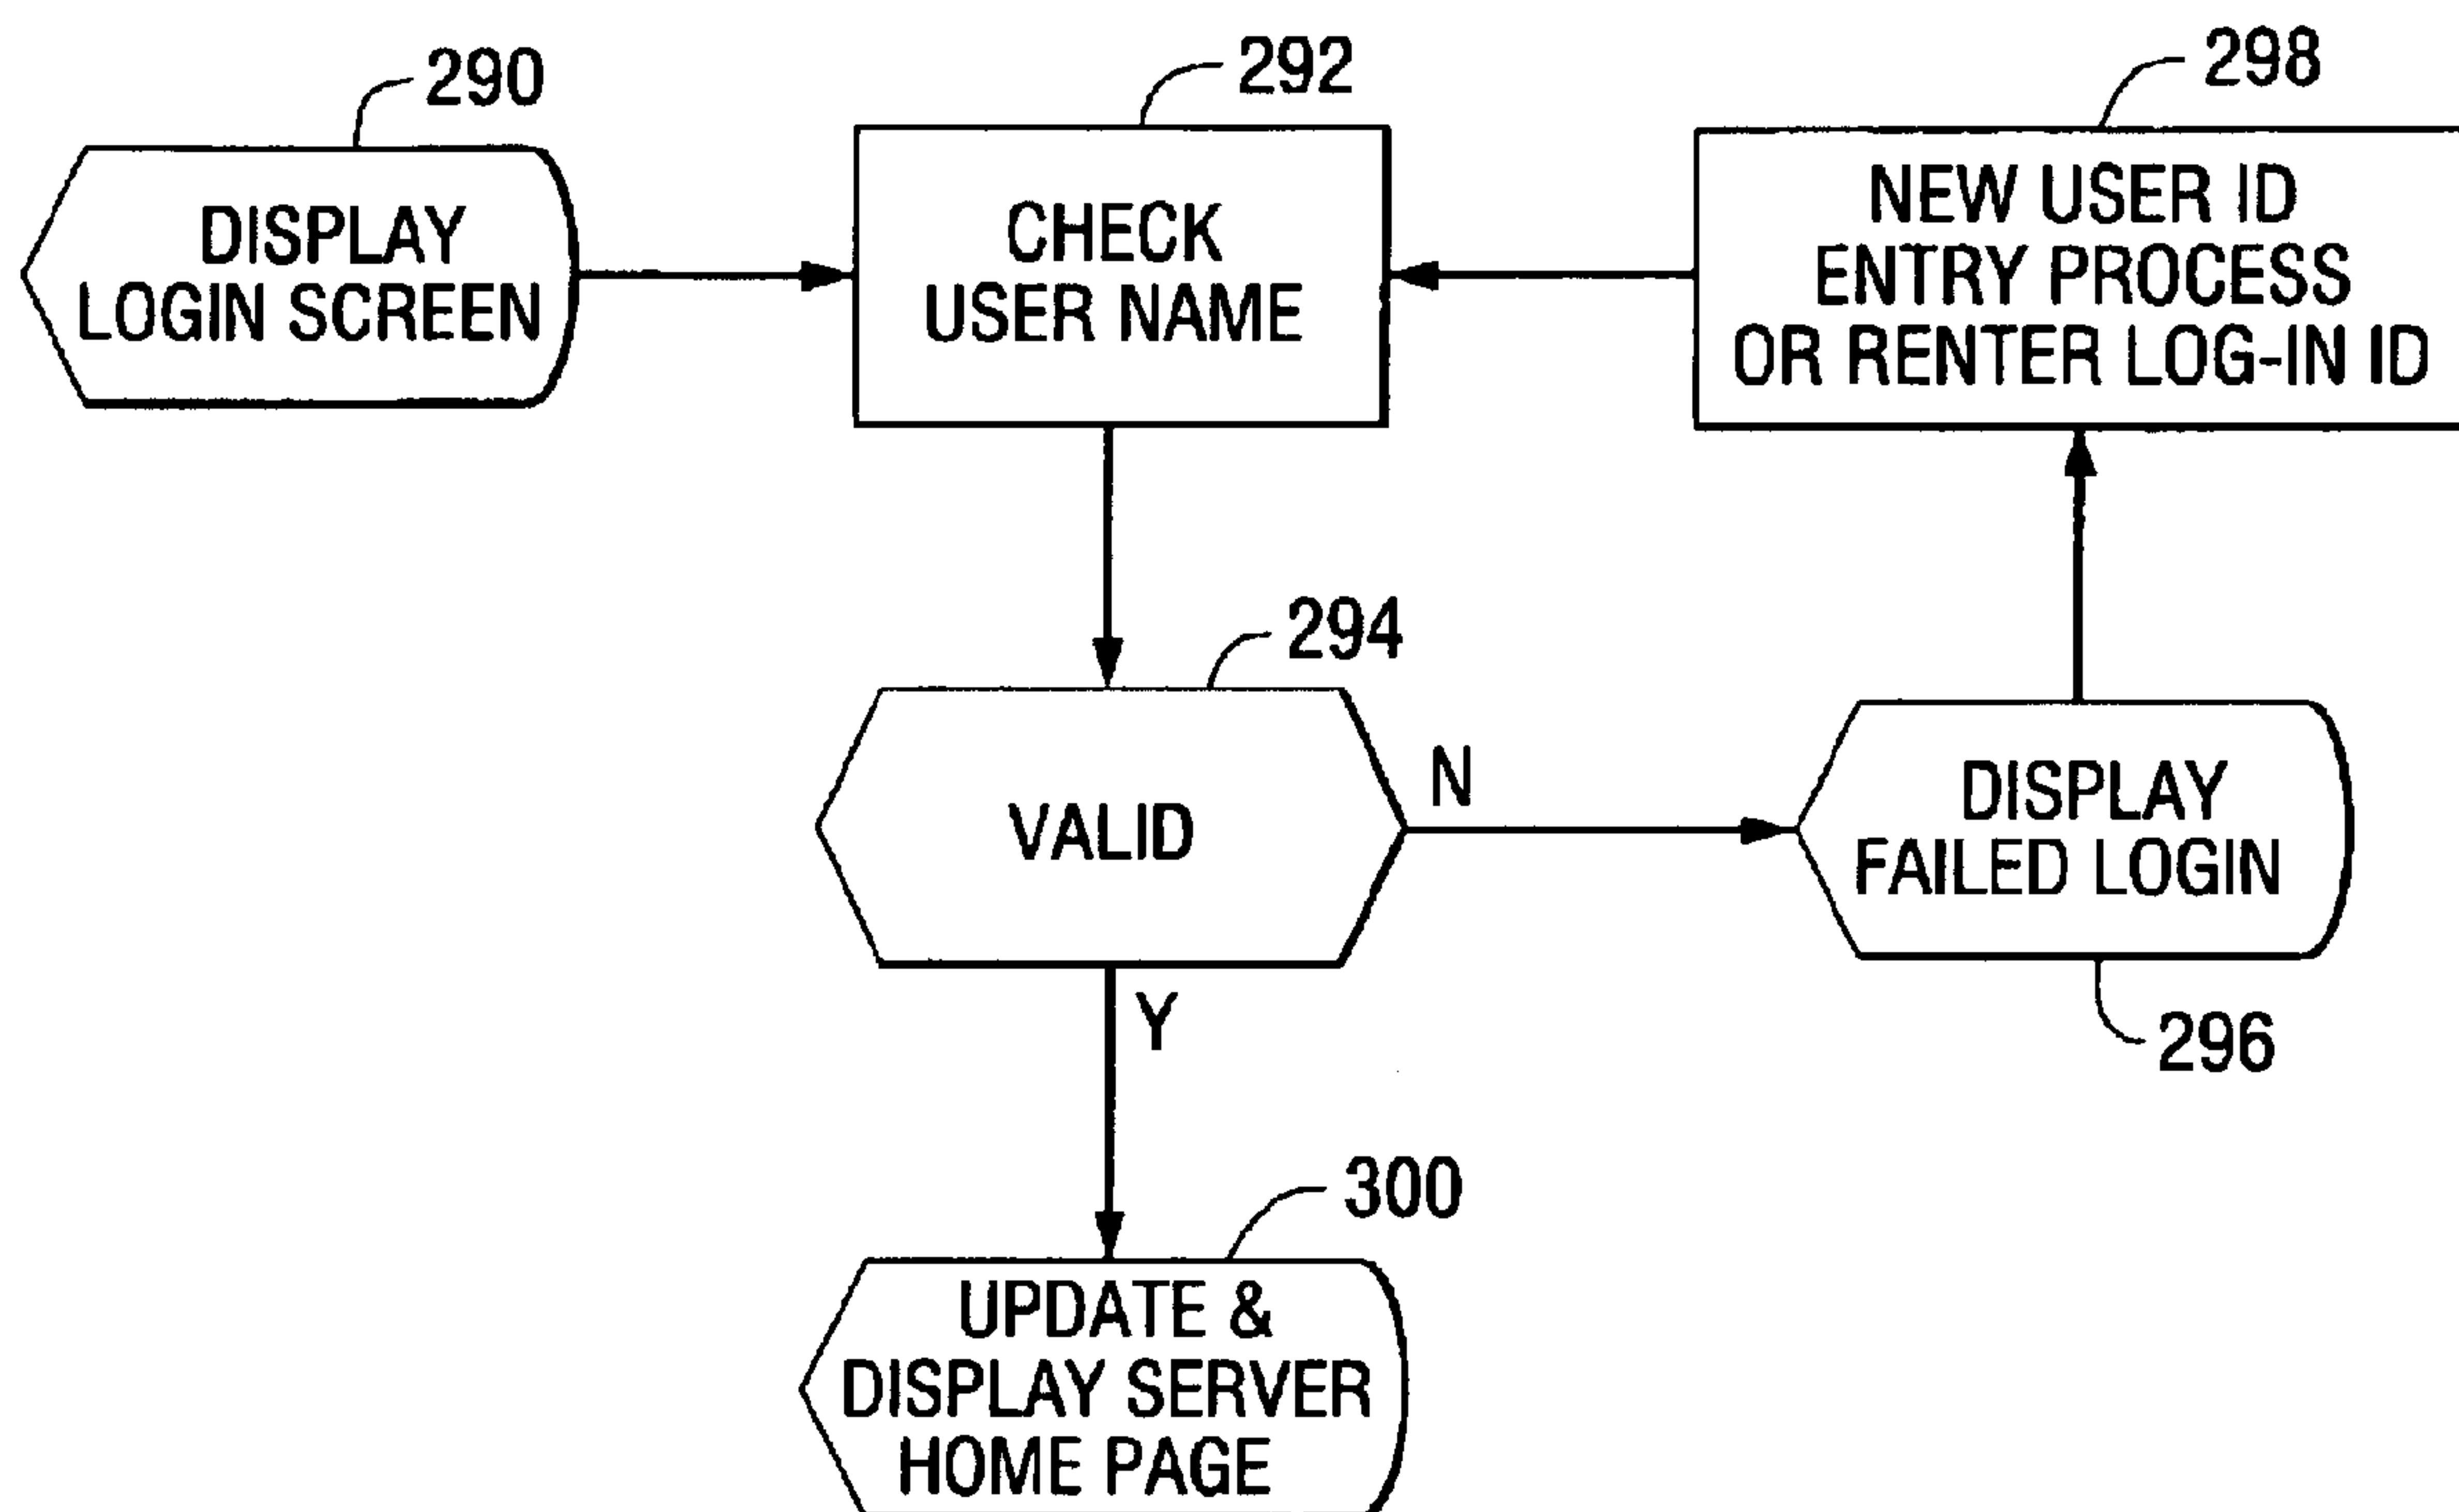 290
DISPLAY
LOGIN SCREEN
292
CHECK
USER NAME
298
NEW USER ID
ENTRY PROCESS
OR RENTER LOG-IN ID
294
VALID
N
DISPLAY
FAILED LOGIN
296
Y
300
UPDATE &
DISPLAY SERVER
HOME PAGE